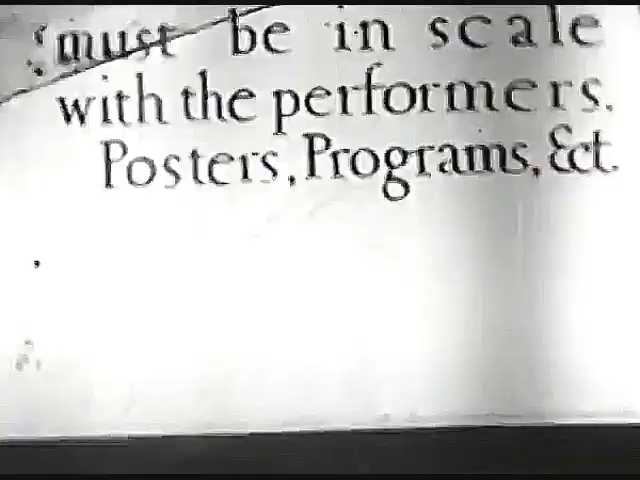 must be in scale
with the performers.
Posters, Programs, &ct.